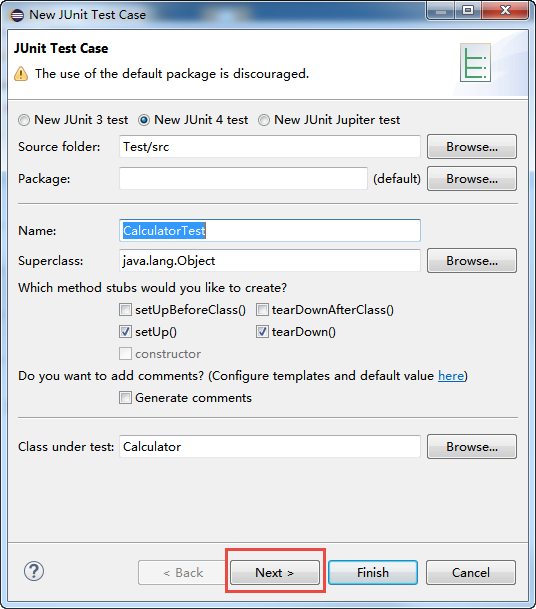 New JUnit Test Case
JUnit Test Case
The use of the default package is discouraged.
New JUnit 3 test New JUnit 4 test New JUnit Jupiter test
Source folder: Test/src Browse...
Package: (default) Browse...
Name: CalculatorTest
Superclass: java.lang.Object Browse...
Which method stubs would you like to create?
setUpBeforeClass() tearDownAfterClass()
setUp() tearDown()
constructor
Do you want to add comments? (Configure templates and default value here)
Generate comments
Class under test: Calculator Browse...
? < Back Next > Finish Cancel